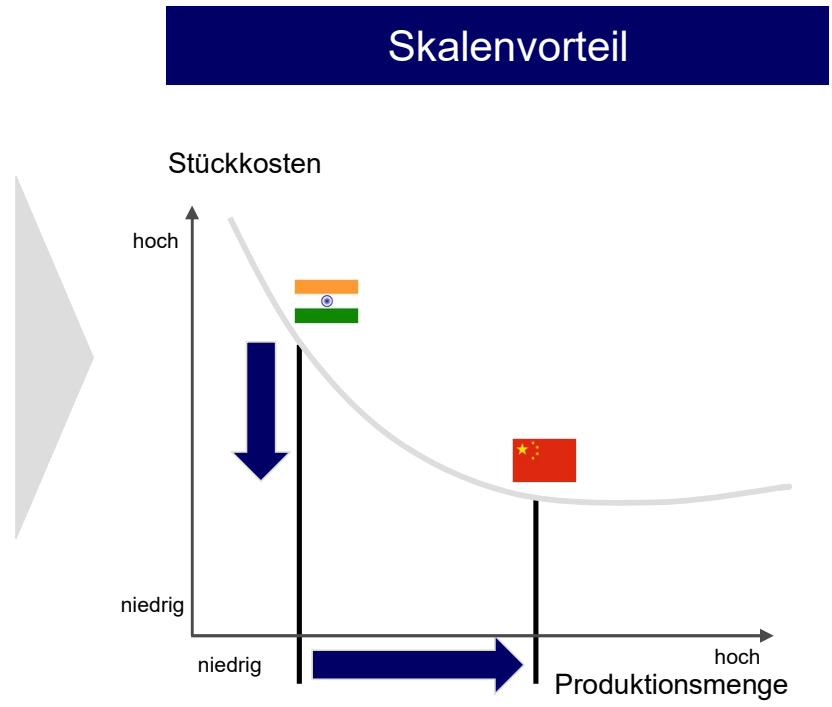 Skalenvorteil
Stückkosten
hoch
niedrig
niedrig
hoch
Produktionsmenge